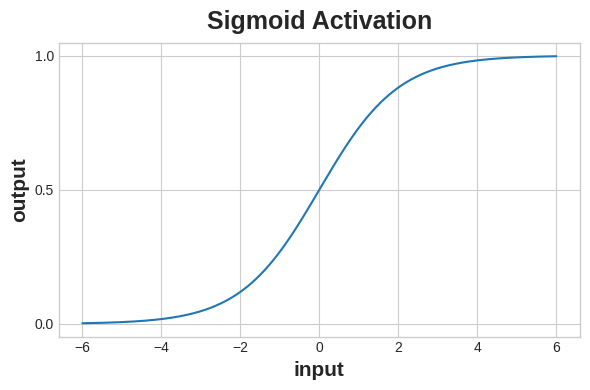 Sigmoid Activation
1.0
0.5
0.0
output
−6 −4 −2 0 2 4 6
input